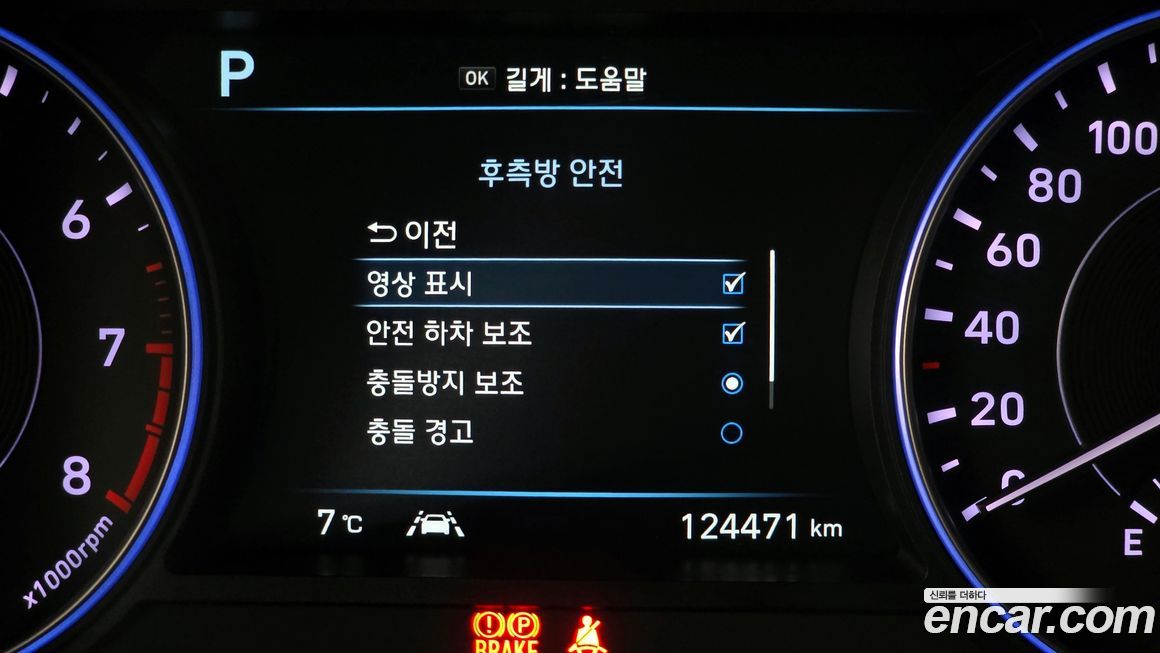 P
OK 길게 : 도움말
후측방 안전
이전
영상 표시
안전 하차 보조
충돌방지 보조
충돌 경고
7 ℃
124471 km
6
7
8
x1000rpm
100
80
60
40
20
0
E
(!) (P)
BRAKE
신뢰를 더하다
encar.com